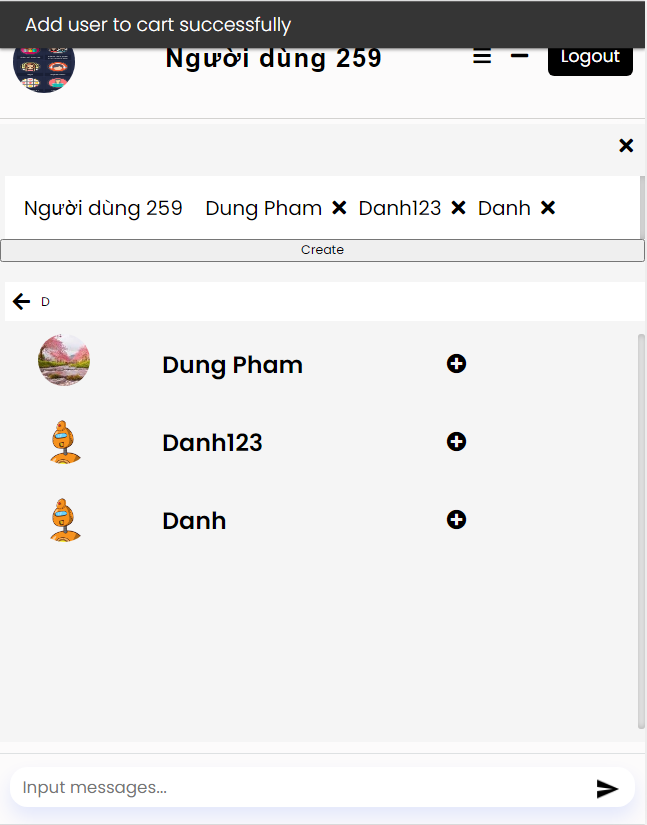 Add user to cart successfully
Người dùng 259
Logout
Người dùng 259 Dung Pham Danh123 Danh
Create
D
Dung Pham
Danh123
Danh
Input messages...